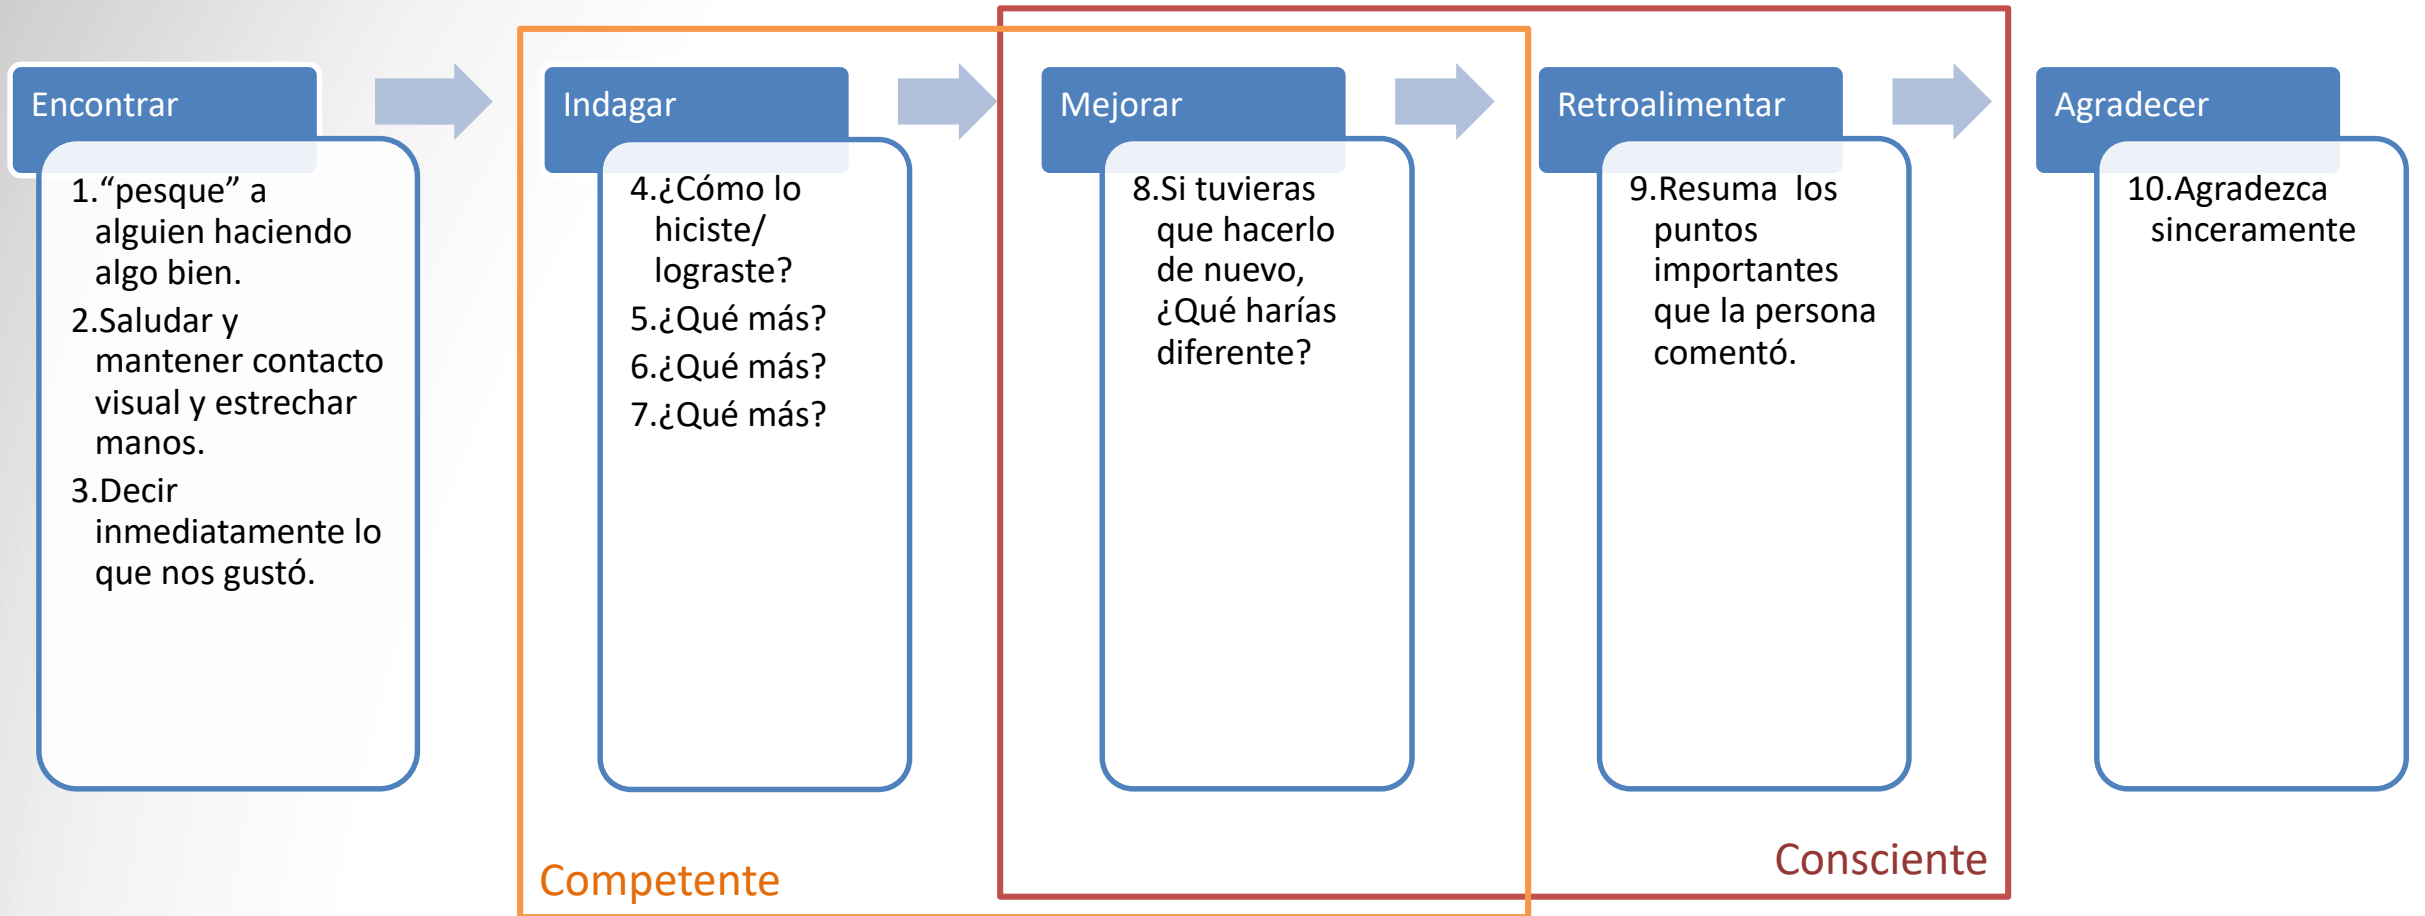 Encontrar
1.“pesque” a
alguien haciendo
algo bien.
2.Saludar y
mantener contacto
visual y estrechar
manos.
3.Decir
inmediatamente lo
que nos gustó.
Indagar
4.¿Cómo lo
hiciste/
lograste?
5.¿Qué más?
6.¿Qué más?
7.¿Qué más?
Mejorar
8.Si tuvieras
que hacerlo
de nuevo,
¿Qué harías
diferente?
Retroalimentar
9.Resuma los
puntos
importantes
que la persona
comentó.
Agradecer
10.Agradezca
sinceramente
Competente
Consciente